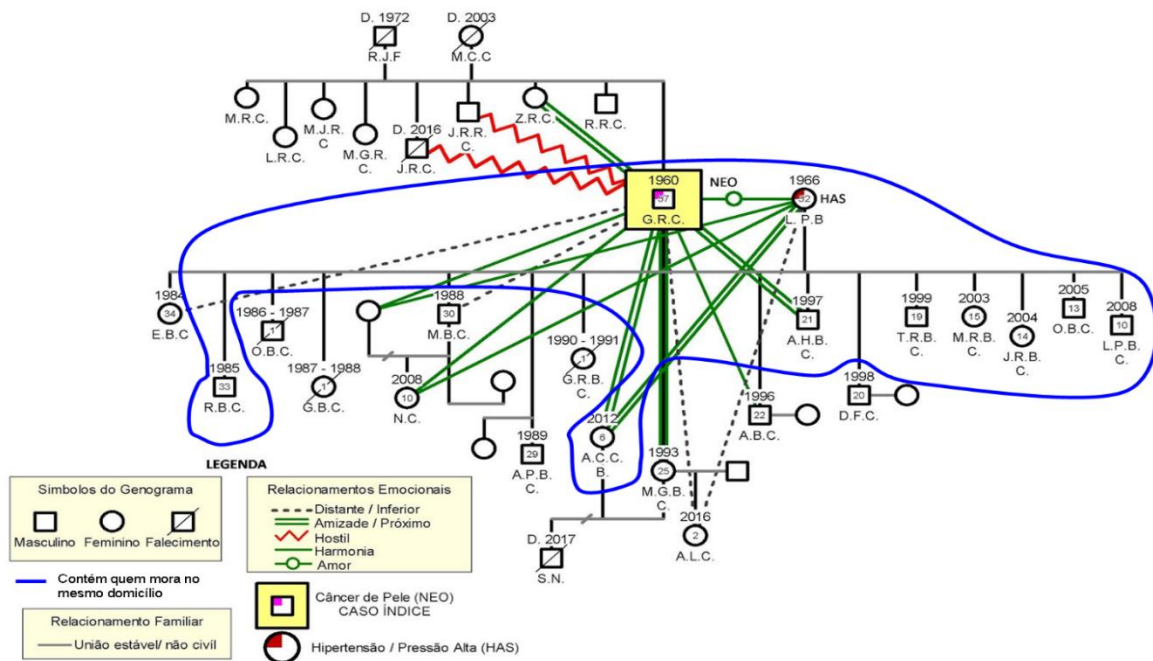 D. 1972
R.J.F
D. 2003
M.C.C
M.R.C.
L.R.C.
M.J.R.
C
M.G.R.
C.
D. 2016
J.R.C.
J.R.R.
C.
Z.R.C.
R.R.C.
1960
57
G.R.C.
NEO
1966
52
HAS
L. P.B
1984
34
E.B.C
1985
33
R.B.C.
1986 - 1987
1
O.B.C.
1987 - 1988
1
G.B.C.
2008
10
N.C.
1988
30
M.B.C.
1989
29
A.P.B.
C.
1990 - 1991
1
G.R.B.
C.
2012
6
A.C.C.
B.
1993
25
M.G.B.
C.
D. 2017
S.N.
2016
2
A.L.C.
1996
22
A.B.C.
1997
21
A.H.B.
C.
1998
20
D.F.C.
1999
19
T.R.B.
C.
2003
15
M.R.B.
C.
2004
14
J.R.B.
C.
2005
13
O.B.C.
2008
10
L.P.B.
C.
LEGENDA
Simbolos do Genograma
Masculino Feminino Falecimento
Contém quem mora no
mesmo domicílio
Relacionamento Familiar
União estável/ não civíl
Relacionamentos Emocionais
Distante / Inferior
Amizade / Próximo
Hostil
Harmonia
Amor
Câncer de Pele (NEO)
CASO ÍNDICE
Hipertensão / Pressão Alta (HAS)